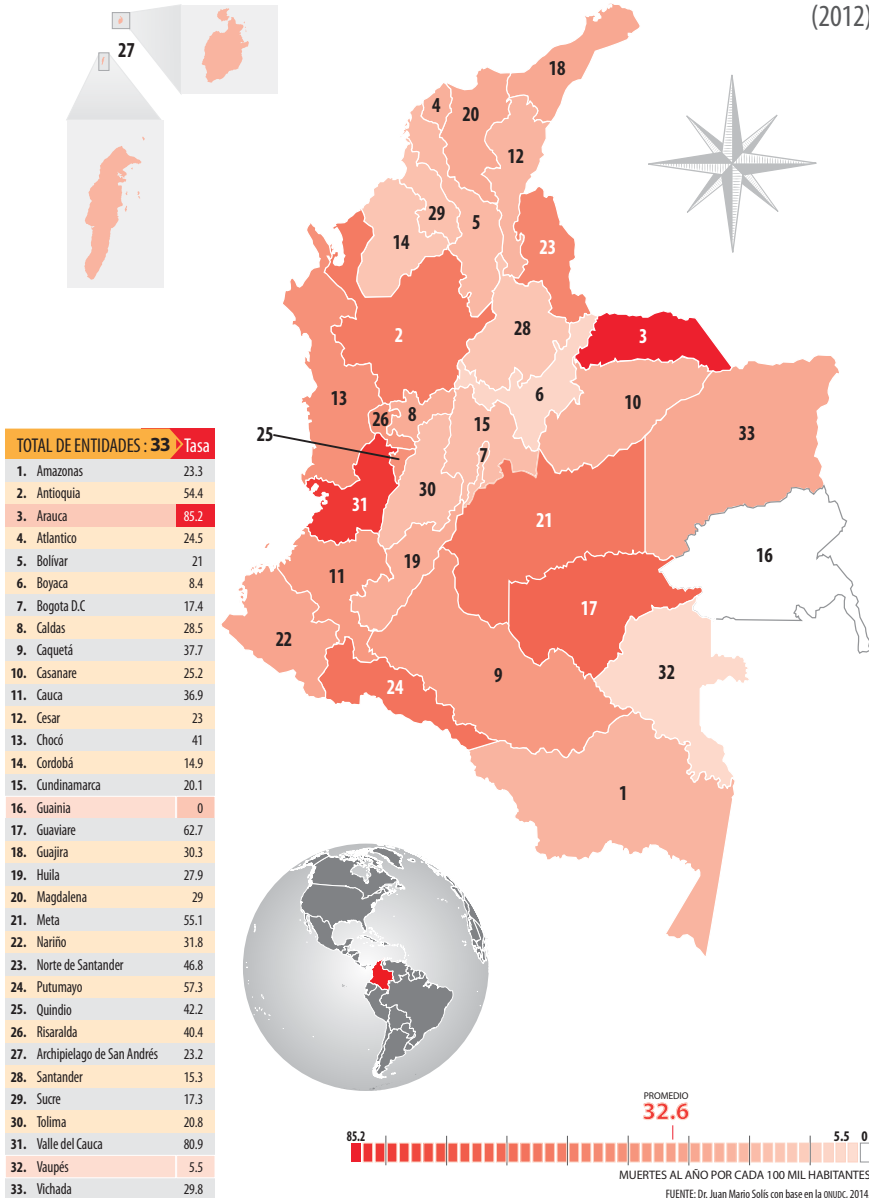 (2012)
27
18
4
20
12
29
5
14
23
2
28
3
6
13
10
26
8
15
33
25
7
31
30
21
16
19
11
17
22
32
9
24
1
TOTAL DE ENTIDADES : 33 Tasa
1. Amazonas 23.3
2. Antioquia 54.4
3. Arauca 85.2
4. Atlantico 24.5
5. Bolívar 21
6. Boyaca 8.4
7. Bogota D.C 17.4
8. Caldas 28.5
9. Caquetá 37.7
10. Casanare 25.2
11. Cauca 36.9
12. Cesar 23
13. Chocó 41
14. Cordobá 14.9
15. Cundinamarca 20.1
16. Guainia 0
17. Guaviare 62.7
18. Guajira 30.3
19. Huila 27.9
20. Magdalena 29
21. Meta 55.1
22. Nariño 31.8
23. Norte de Santander 46.8
24. Putumayo 57.3
25. Quindio 42.2
26. Risaralda 40.4
27. Archipielago de San Andrés 23.2
28. Santander 15.3
29. Sucre 17.3
30. Tolima 20.8
31. Valle del Cauca 80.9
32. Vaupés 5.5
33. Vichada 29.8
PROMEDIO
32.6
85.2 5.5 0
MUERTES AL AÑO POR CADA 100 MIL HABITANTES
FUENTE: Dr. Juan Mario Solís con base en la ONUDC, 2014